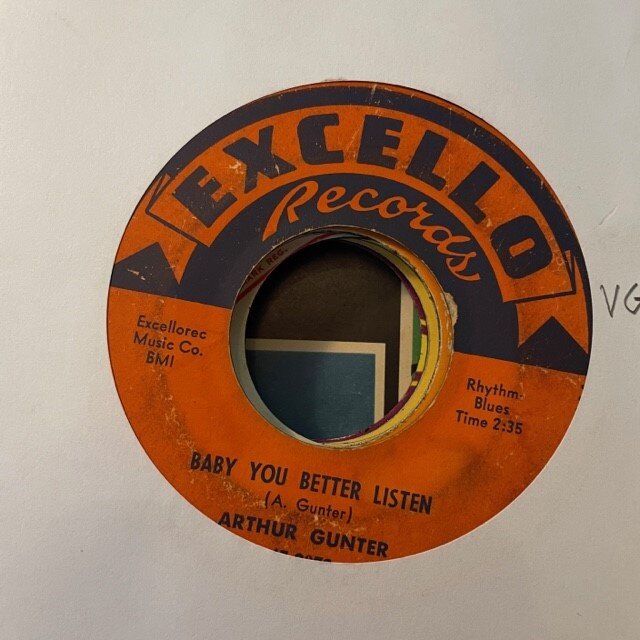 EXCELLO
Records
Excellorec
Music Co.
BMI
Rhythm-
Blues
Time 2:35
BABY YOU BETTER LISTEN
(A. Gunter)
ARTHUR GUNTER
VG